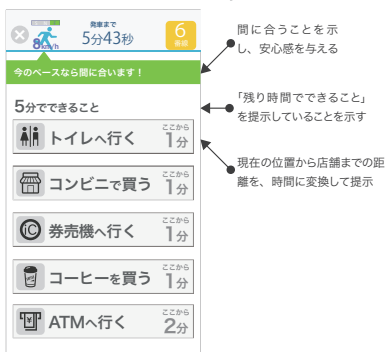 発車まで
5分43秒
8km/h
6
番線
今のペースなら間に合います！
5分でできること
トイレへ行く
ここから
1分
コンビニで買う
ここから
1分
券売機へ行く
ここから
1分
コーヒーを買う
ここから
1分
ATMへ行く
ここから
2分
間に合うことを示
し、安心感を与える
「残り時間でできること」
を提示していることを示す
現在の位置から店舗までの距
離を、時間に変換して提示